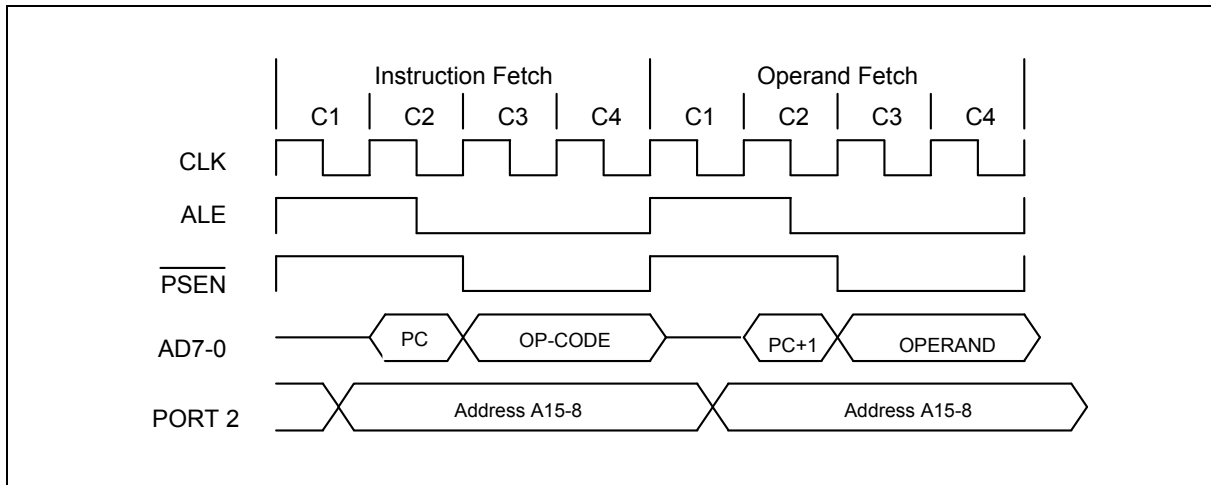 Instruction Fetch Operand Fetch
C1 C2 C3 C4 C1 C2 C3 C4
CLK
ALE
PSEN
AD7-0 PC OP-CODE PC+1 OPERAND
PORT 2 Address A15-8 Address A15-8